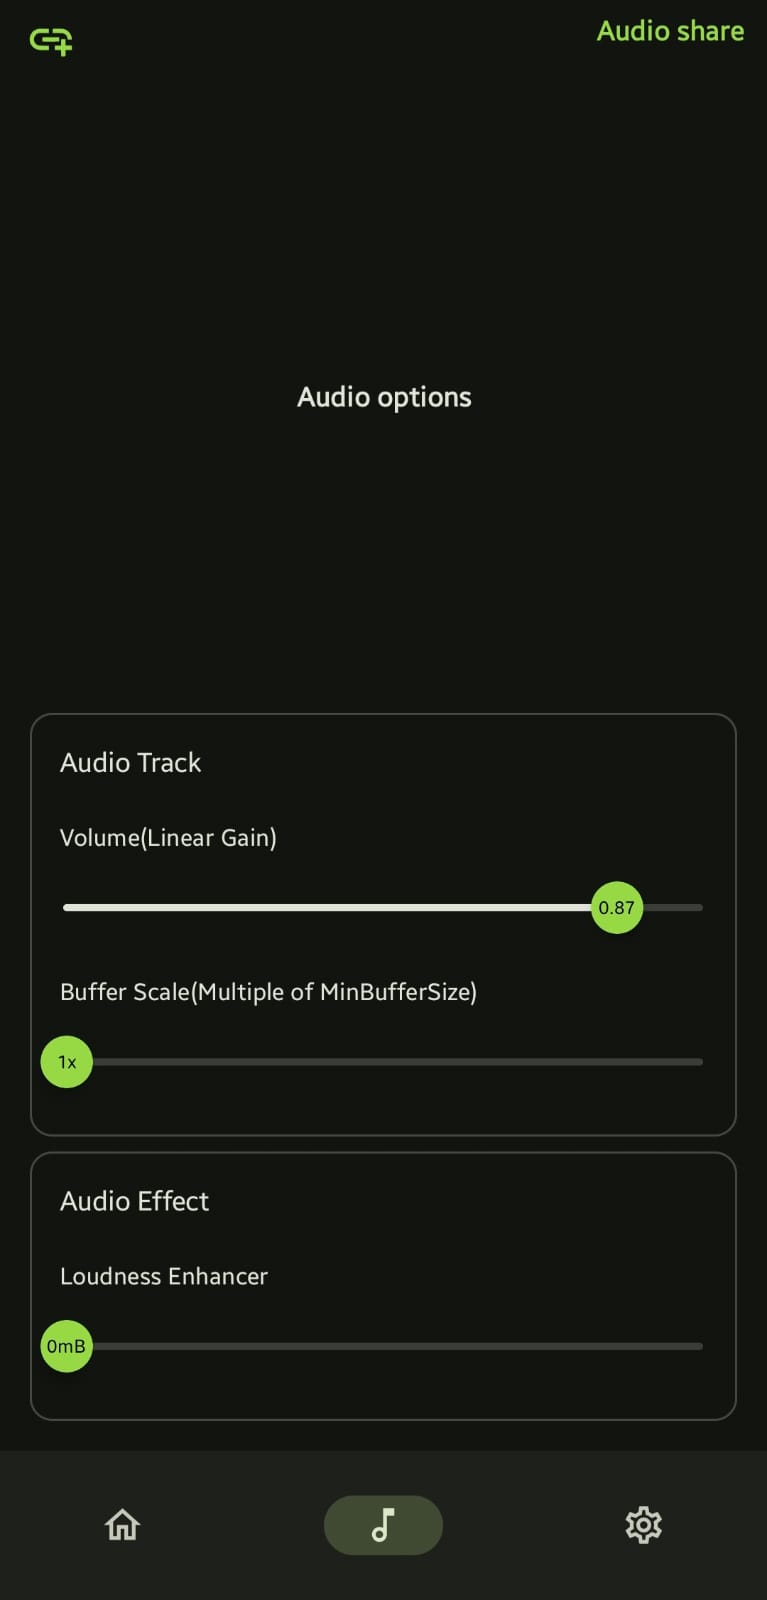 Audio share
Audio options
Audio Track
Volume(Linear Gain)
0.87
Buffer Scale(Multiple of MinBufferSize)
1x
Audio Effect
Loudness Enhancer
0mB